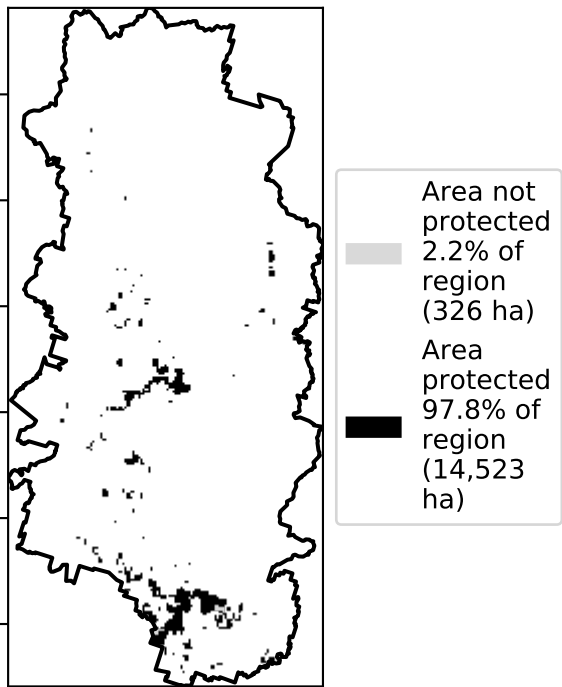 Area not
protected
2.2% of
region
(326 ha)
Area
protected
97.8% of
region
(14,523
ha)